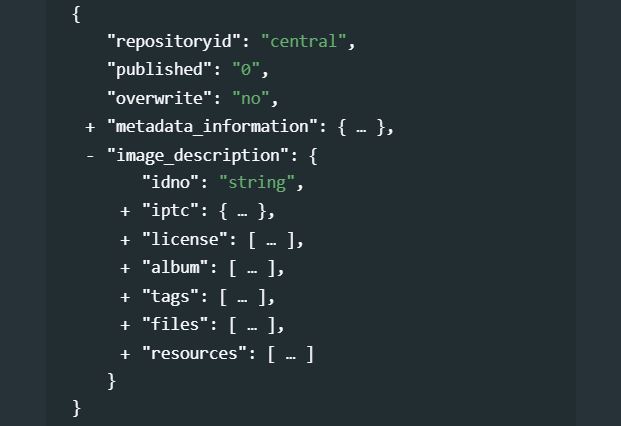 {
"repositoryid": "central",
"published": "0",
"overwrite": "no",
+ "metadata_information": { … },
- "image_description": {
"idno": "string",
+ "iptc": { … },
+ "license": [ … ],
+ "album": [ … ],
+ "tags": [ … ],
+ "files": [ … ],
+ "resources": [ … ]
}
}